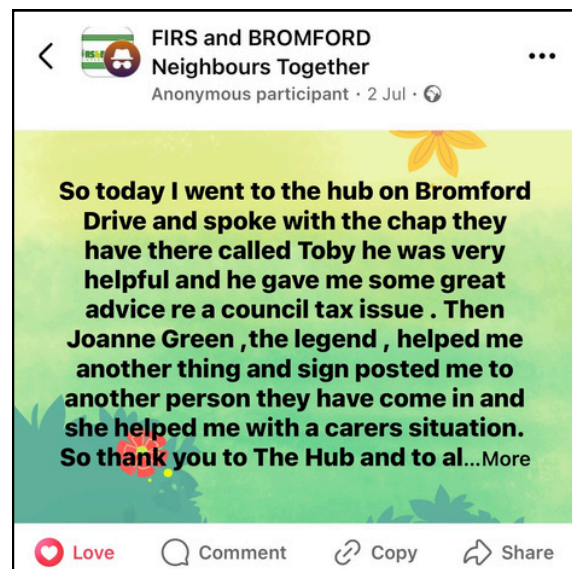 FIRS and BROMFORD
Neighbours Together
Anonymous participant · 2 Jul ·
So today I went to the hub on Bromford
Drive and spoke with the chap they
have there called Toby he was very
helpful and he gave me some great
advice re a council tax issue . Then
Joanne Green ,the legend , helped me
another thing and sign posted me to
another person they have come in and
she helped me with a carers situation.
So thank you to The Hub and to al...More
Love Comment Copy Share